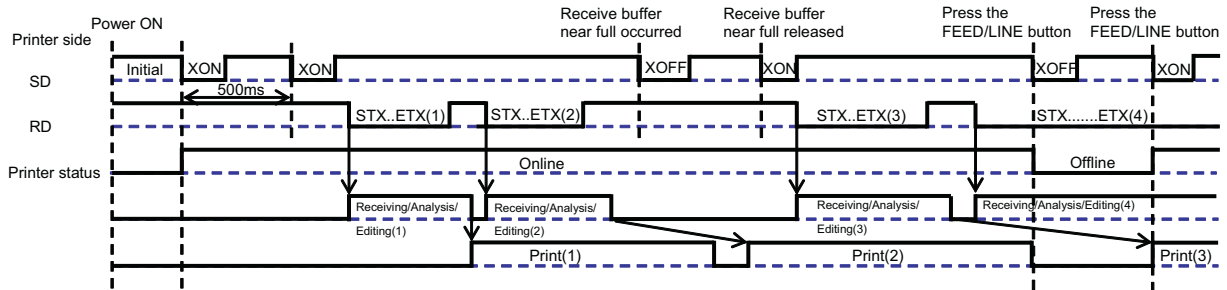 Power ON
Receive buffer
near full occurred
Receive buffer
near full released
Press the
FEED/LINE button
Press the
FEED/LINE button
Printer side
SD
Initial
XON
XON
XOFF
XON
XOFF
XON
500ms
RD
STX..ETX(1)
STX..ETX(2)
STX..ETX(3)
STX.......ETX(4)
Printer status
Online
Offline
Receiving/Analysis/
Editing(1)
Receiving/Analysis/
Editing(2)
Receiving/Analysis/
Editing(3)
Receiving/Analysis/Editing(4)
Print(1)
Print(2)
Print(3)